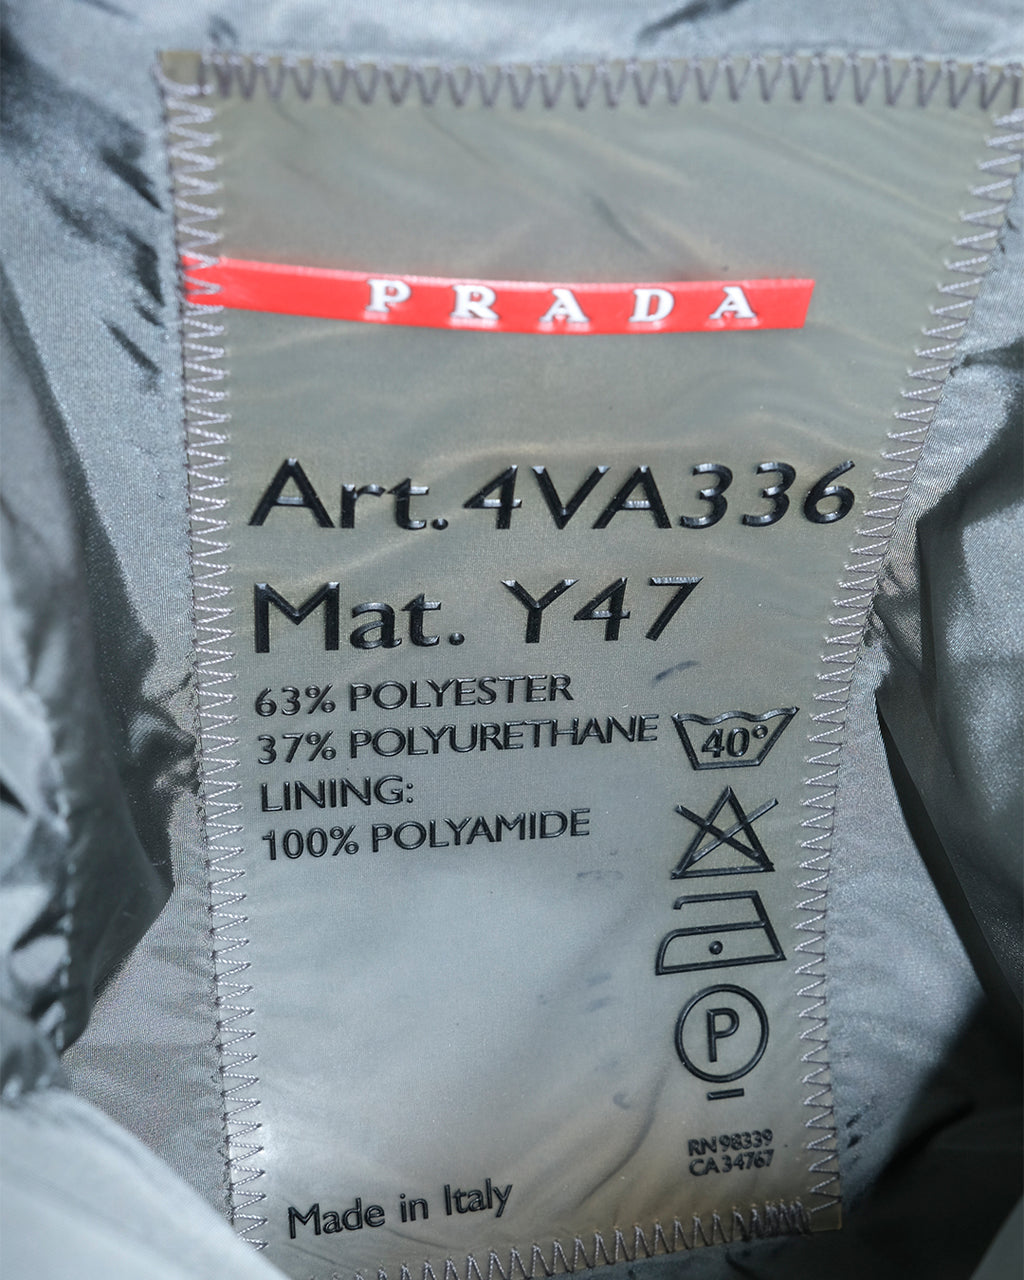 PRADA
Art. 4VA336
Mat. Y47
63% POLYESTER
37% POLYURETHANE
LINING:
100% POLYAMIDE
40°
P
RN 98339
CA 34767
Made in Italy